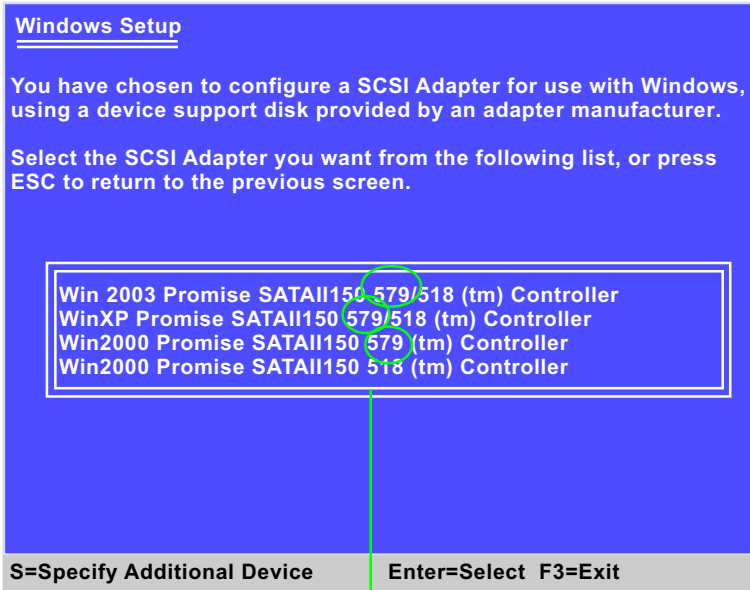 Windows Setup
You have chosen to configure a SCSI Adapter for use with Windows,
using a device support disk provided by an adapter manufacturer.
Select the SCSI Adapter you want from the following list, or press
ESC to return to the previous screen.
Win 2003 Promise SATAII150 579/518 (tm) Controller
WinXP Promise SATAII150 579/518 (tm) Controller
Win2000 Promise SATAII150 579 (tm) Controller
Win2000 Promise SATAII150 518 (tm) Controller
S=Specify Additional Device Enter=Select F3=Exit